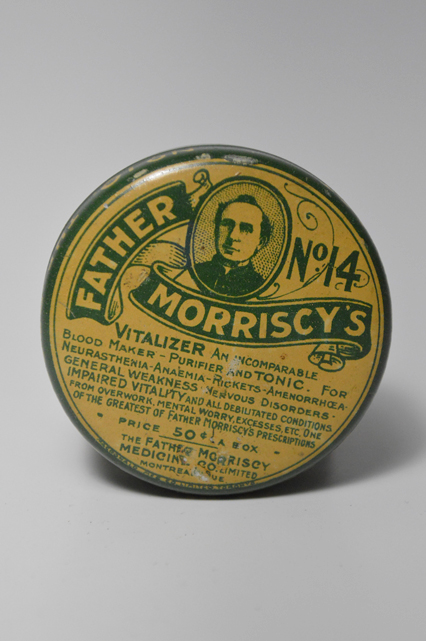 FATHER
MORRISCY'S
No. 14
VITALIZER AN INCOMPARABLE
BLOOD MAKER - PURIFIER AND TONIC - FOR
NEURASTHENIA - ANAEMIA - RICKETS - AMENORRHŒA -
GENERAL WEAKNESS NERVOUS DISORDERS -
IMPAIRED VITALITY AND ALL DEBILITATED CONDITIONS
FROM OVERWORK, MENTAL WORRY, EXCESSES, ETC. ONE
OF THE GREATEST OF FATHER MORRISCY'S PRESCRIPTIONS
• PRICE 50¢ A BOX •
THE FATHER MORRISCY
MEDICINE CO. LIMITED
MONTREAL QUE